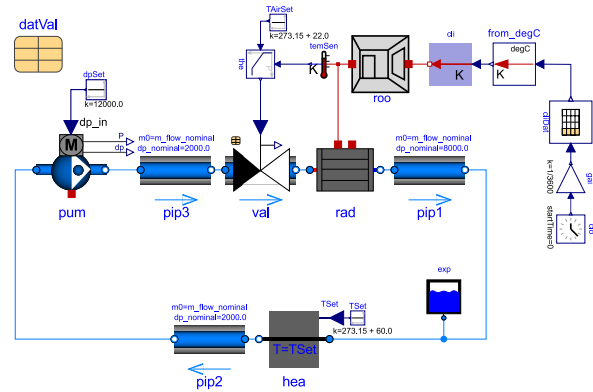 datVal
TAirSet
k=273.15 + 22.0
dpSet
k=12000.0
dp_in
M
P
dp
the
temSen
K
roo
di
K
from_degC
degC
K
m0=m_flow_nominal
dp_nominal=2000.0
m0=m_flow_nominal
dp_nominal=8000.0
pum
pip3
val
rad
pip1
k=1/3600
gai
startTime=0
exp
m0=m_flow_nominal
dp_nominal=2000.0
TSet
TSet
k=273.15 + 60.0
T=TSet
pip2
hea